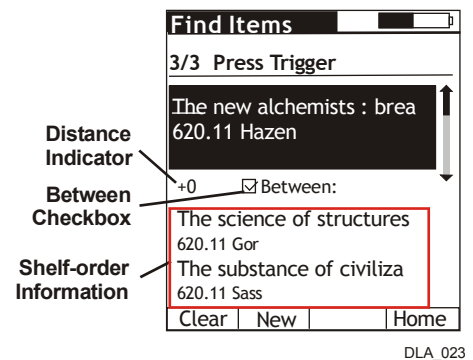 Find Items
3/3 Press Trigger
The new alchemists : brea
620.11 Hazen
Distance
Indicator
+0
Between:
Between
Checkbox
The science of structures
620.11 Gor
The substance of civiliza
620.11 Sass
Shelf-order
Information
Clear New Home
DLA_023